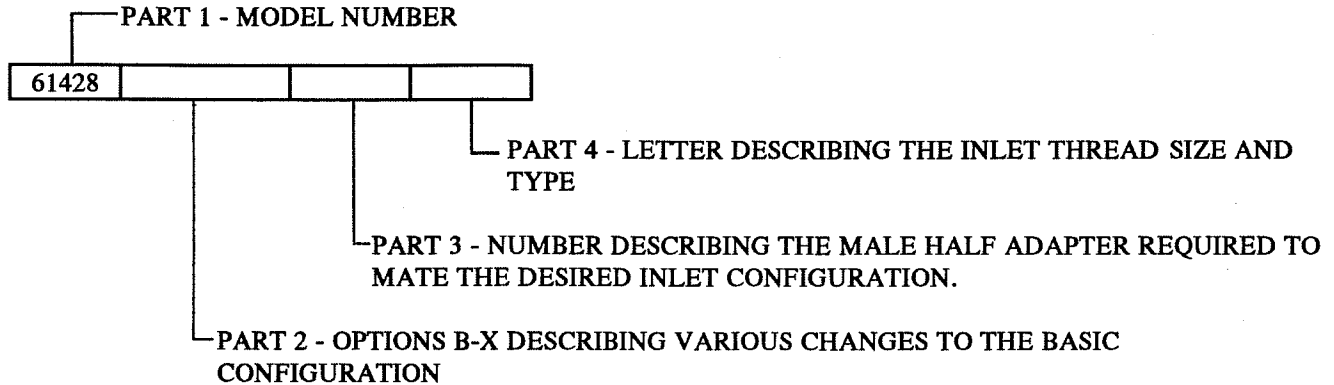 PART 1 - MODEL NUMBER
61428
PART 4 - LETTER DESCRIBING THE INLET THREAD SIZE AND
TYPE
PART 3 - NUMBER DESCRIBING THE MALE HALF ADAPTER REQUIRED TO
MATE THE DESIRED INLET CONFIGURATION.
PART 2 - OPTIONS B-X DESCRIBING VARIOUS CHANGES TO THE BASIC
CONFIGURATION